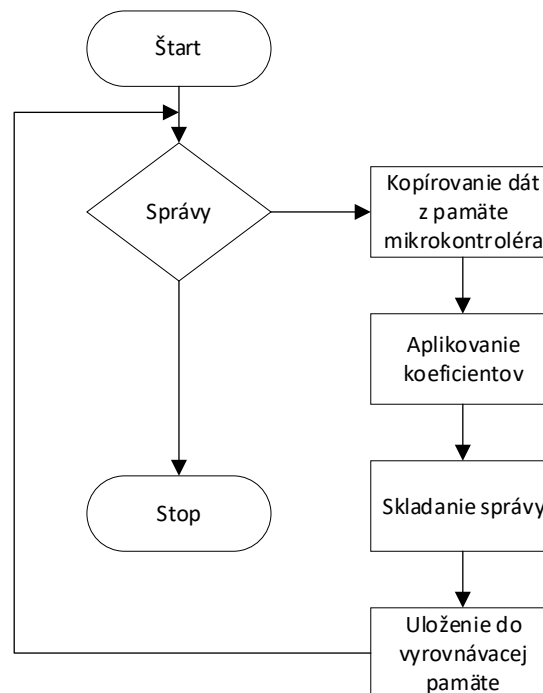 Štart
Správy
Kopírovanie dát
z pamäte
mikrokontroléra
Aplikovanie
koeficientov
Skladanie správy
Stop
Uloženie do
vyrovnávacej
pamäte